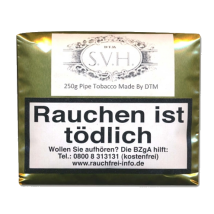 S.V.H.
250g Pipe Tobacco Made By DTM
Rauchen ist
tödlich
Wollen Sie aufhören? Die BZgA hilft:
Tel.: 0800 8 313131 (kostenfrei)
www.rauchfrei-info.de